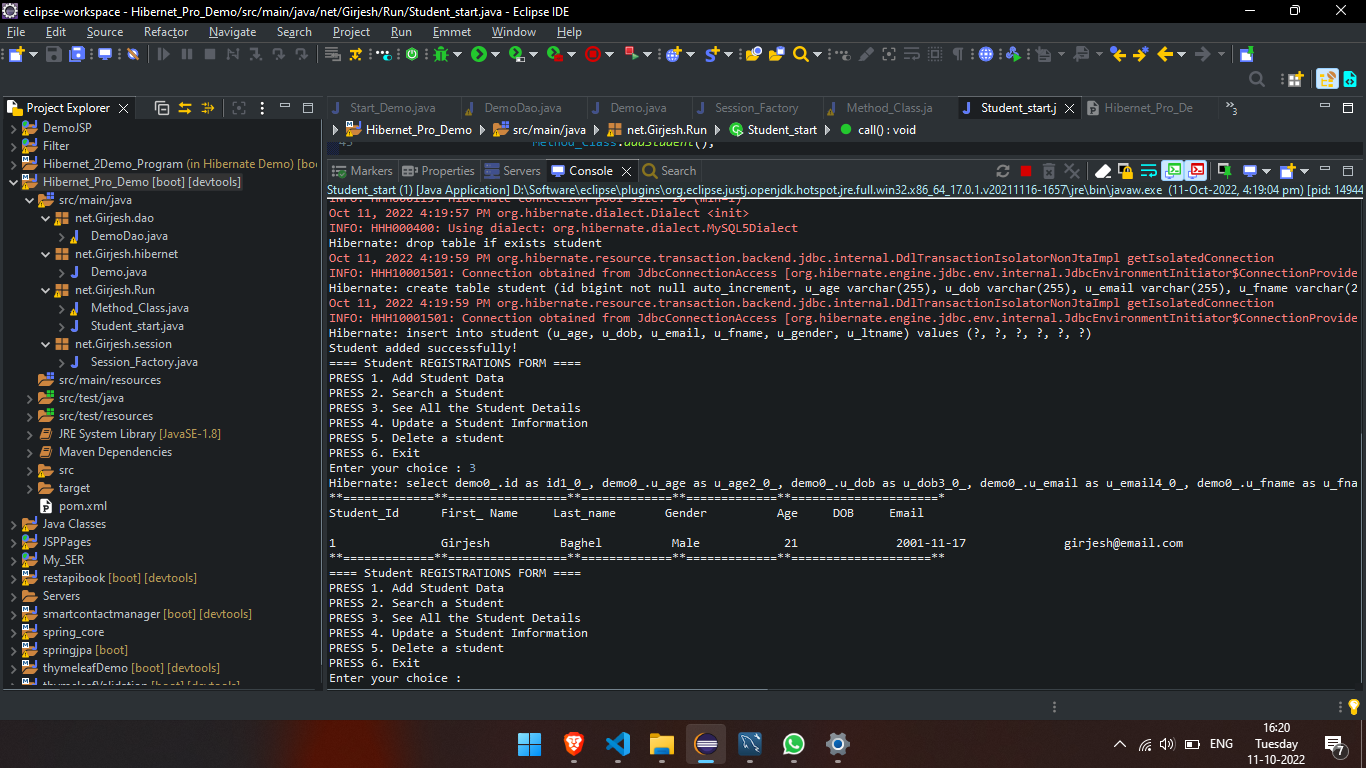 eclipse-workspace - Hibernet_Pro_Demo/src/main/java/net/Girjesh/Run/Student_start.java - Eclipse IDE
File Edit Source Refactor Navigate Search Project Run Emmet Window Help
Project Explorer
DemoJSP
Filter
Hibernet_2Demo_Program (in Hibernate Demo) [boo
Hibernet_Pro_Demo [boot] [devtools]
src/main/java
net.Girjesh.dao
DemoDao.java
net.Girjesh.hibernet
Demo.java
net.Girjesh.Run
Method_Class.java
Student_start.java
net.Girjesh.session
Session_Factory.java
src/main/resources
src/test/java
src/test/resources
JRE System Library [JavaSE-1.8]
Maven Dependencies
src
target
pom.xml
Java Classes
JSPPages
My_SER
restapibook [boot] [devtools]
Servers
smartcontactmanager [boot] [devtools]
spring_core
springjpa [boot]
thymeleafDemo [boot] [devtools]
thymeleafValidation [boot] [devtools]
Start_Demo.java DemoDao.java Demo.java Session_Factory Method_Class.ja Student_start.j Hibernet_Pro_De 3
Hibernet_Pro_Demo src/main/java net.Girjesh.Run Student_start call() : void
45 Method_Class.addStudent();
Markers Properties Servers Console Search
Student_start (1) [Java Application] D:\Software\eclipse\plugins\org.eclipse.justj.openjdk.hotspot.jre.full.win32.x86_64_17.0.1.v20211116-1657\jre\bin\javaw.exe (11-Oct-2022, 4:19:04 pm) [pid: 14944
INFO: HHH000115: Hibernate connection pool size: 20 (min=1)
Oct 11, 2022 4:19:57 PM org.hibernate.dialect.Dialect <init>
INFO: HHH000400: Using dialect: org.hibernate.dialect.MySQL5Dialect
Hibernate: drop table if exists student
Oct 11, 2022 4:19:59 PM org.hibernate.resource.transaction.backend.jdbc.internal.DdlTransactionIsolatorNonJtaImpl getIsolatedConnection
INFO: HHH10001501: Connection obtained from JdbcConnectionAccess [org.hibernate.engine.jdbc.env.internal.JdbcEnvironmentInitiator$ConnectionProvide
Hibernate: create table student (id bigint not null auto_increment, u_age varchar(255), u_dob varchar(255), u_email varchar(255), u_fname varchar(2
Oct 11, 2022 4:19:59 PM org.hibernate.resource.transaction.backend.jdbc.internal.DdlTransactionIsolatorNonJtaImpl getIsolatedConnection
INFO: HHH10001501: Connection obtained from JdbcConnectionAccess [org.hibernate.engine.jdbc.env.internal.JdbcEnvironmentInitiator$ConnectionProvide
Hibernate: insert into student (u_age, u_dob, u_email, u_fname, u_gender, u_ltname) values (?, ?, ?, ?, ?, ?)
Student added successfully!
==== Student REGISTRATIONS FORM ====
PRESS 1. Add Student Data
PRESS 2. Search a Student
PRESS 3. See All the Student Details
PRESS 4. Update a Student Imformation
PRESS 5. Delete a student
PRESS 6. Exit
Enter your choice : 3
Hibernate: select demo0_.id as id1_0_, demo0_.u_age as u_age2_0_, demo0_.u_dob as u_dob3_0_, demo0_.u_email as u_email4_0_, demo0_.u_fname as u_fna
**=============**================**=============**=============**=====================*
Student_Id First_ Name Last_name Gender Age DOB Email
1 Girjesh Baghel Male 21 2001-11-17 girjesh@email.com
**=============**================**=============**=============**=====================**
==== Student REGISTRATIONS FORM ====
PRESS 1. Add Student Data
PRESS 2. Search a Student
PRESS 3. See All the Student Details
PRESS 4. Update a Student Imformation
PRESS 5. Delete a student
PRESS 6. Exit
Enter your choice :
ENG
16:20
Tuesday
11-10-2022
7